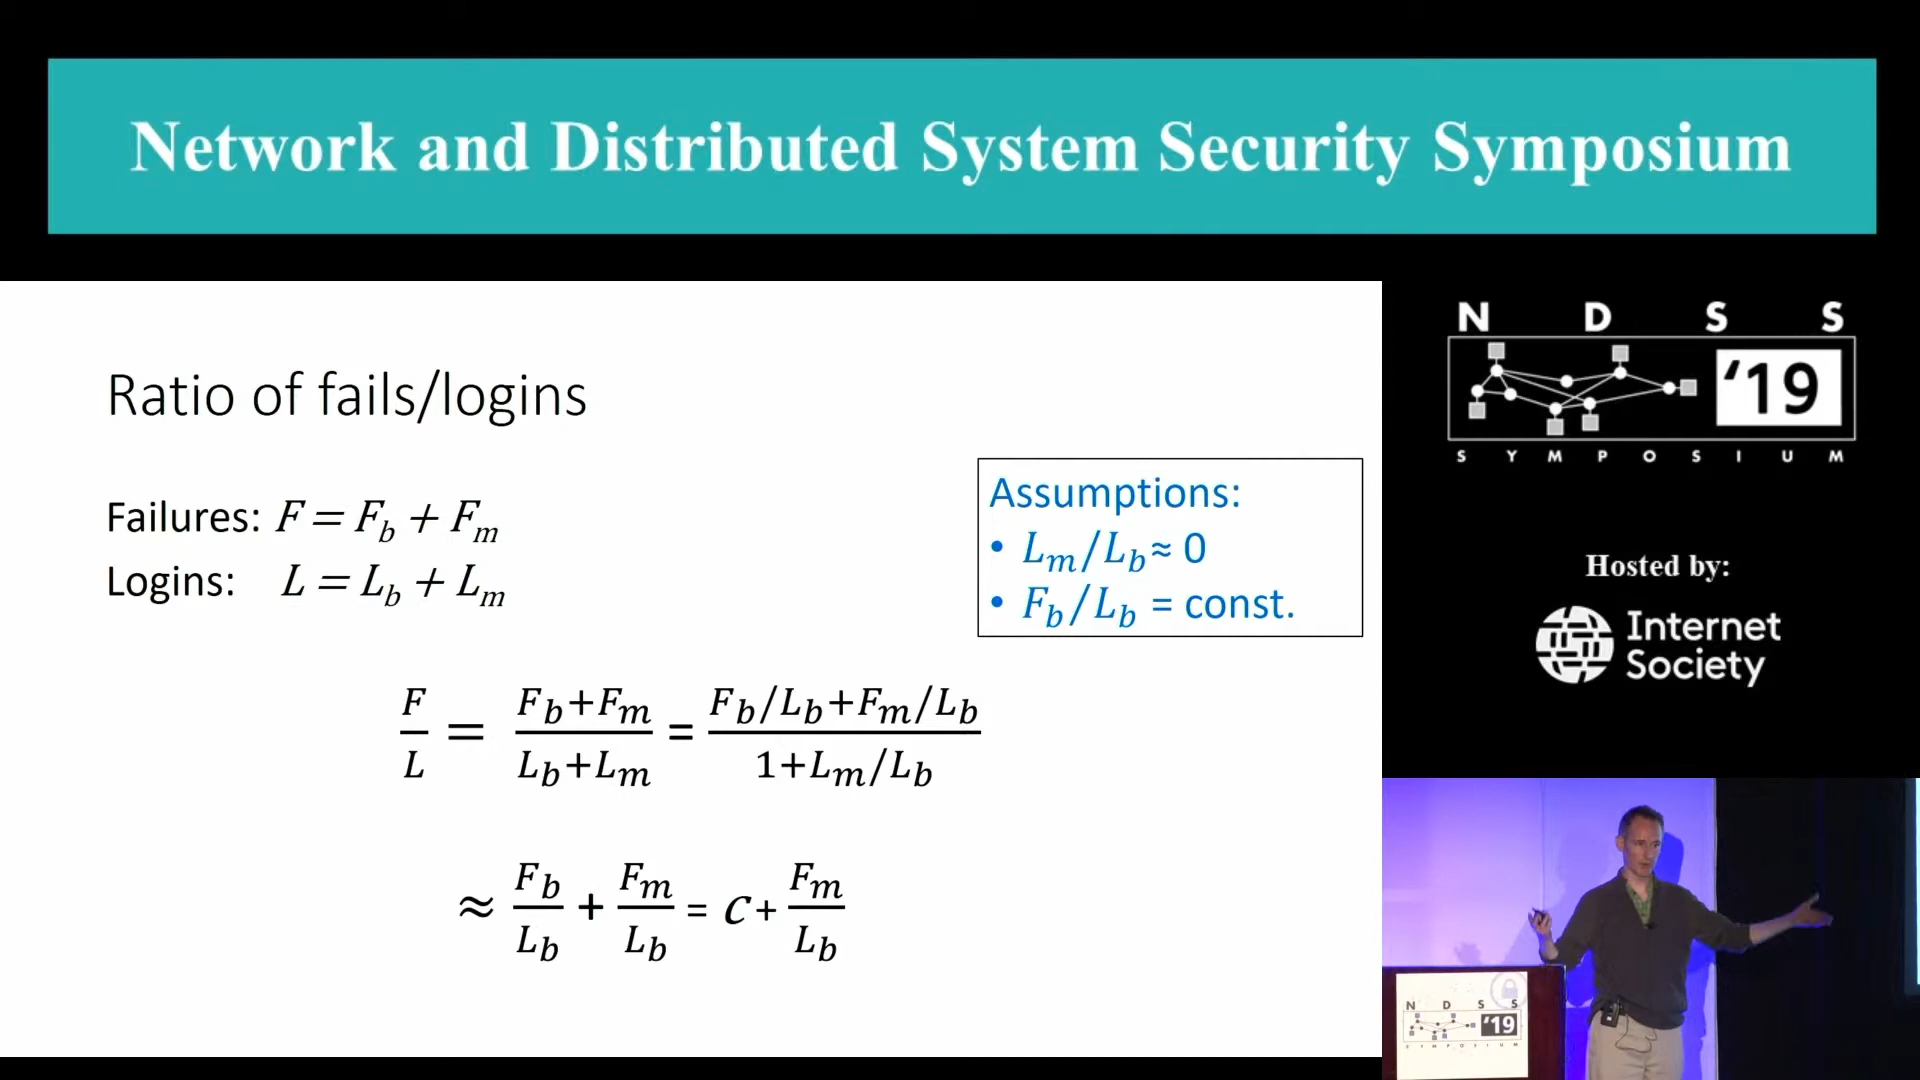 Network and Distributed System Security Symposium
N D S S
'19
S Y M P O S I U M
Hosted by:
Internet
Society
Ratio of fails/logins
Failures: F = F_b + F_m
Logins: L = L_b + L_m
Assumptions:
• L_m/L_b ≈ 0
• F_b/L_b = const.
F/L = (F_b+F_m)/(L_b+L_m) = (F_b/L_b+F_m/L_b)/(1+L_m/L_b)
≈ F_b/L_b + F_m/L_b = c + F_m/L_b
N D S S
'19
S Y M P O S I U M